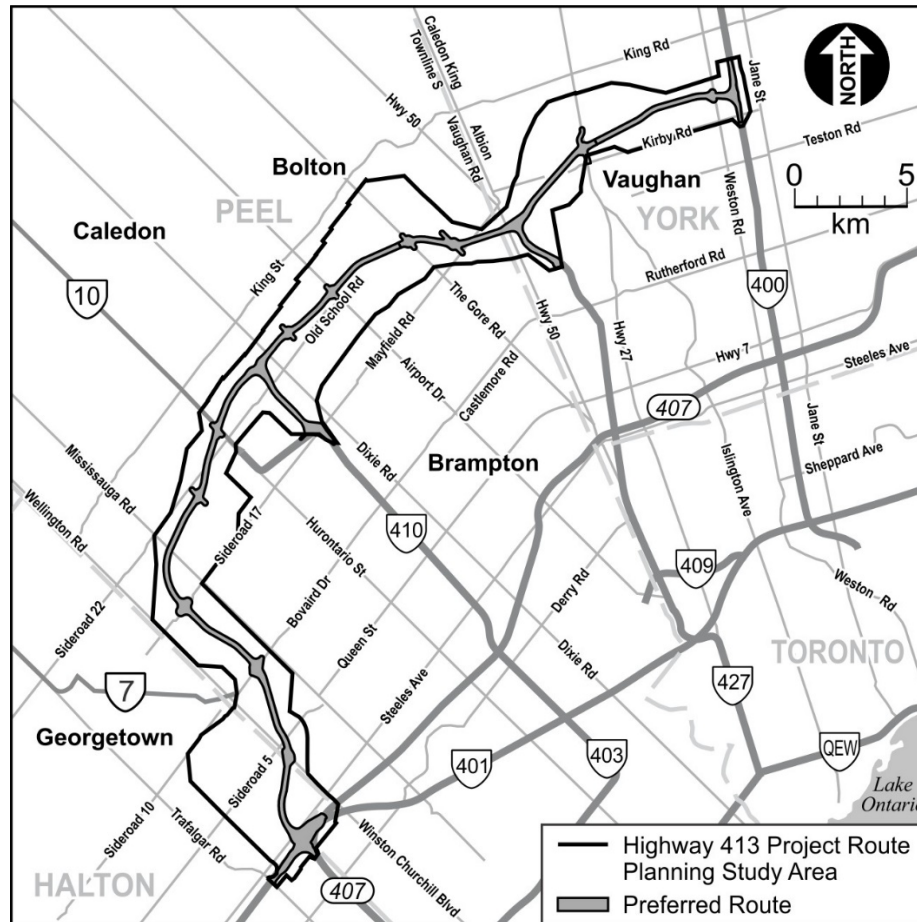 King Rd
Caledon King
Townline S
Jane St
NORTH
Hwy 50
Albion
Vaughan Rd
Kirby Rd
Teston Rd
Bolton
Vaughan
0 5
km
PEEL
YORK
Weston Rd
Caledon
Rutherford Rd
King St
10
400
Old School Rd
The Gore Rd
Mayfield Rd
Hwy 50
Hwy 27
Airport Dr
Castlemore Rd
Hwy 7
Steeles Ave
407
Mississauga Rd
Dixie Rd
Brampton
Jane St
Islington Ave
Sheppard Ave
Wellington Rd
Sideroad 17
Hurontario St
410
409
Derry Rd
Weston Rd
Sideroad 22
Bovaird Dr
Queen St
Dixie Rd
TORONTO
7
Steeles Ave
427
Georgetown
401
403
QEW
Sideroad 5
Lake
Ontario
Sideroad 10
Trafalgar Rd
Winston Churchill Blvd
HALTON
407
Highway 413 Project Route
Planning Study Area
Preferred Route